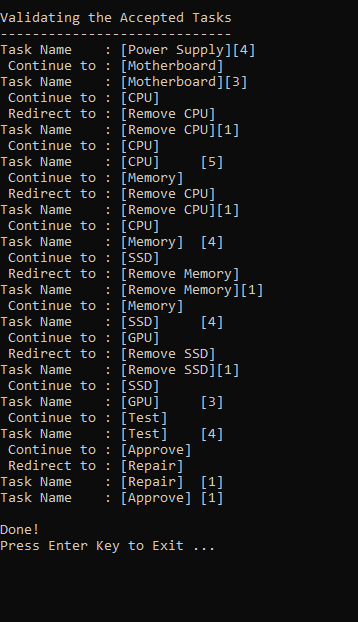 Validating the Accepted Tasks
-----------------------------
Task Name    : [Power Supply][4]
 Continue to : [Motherboard]
Task Name    : [Motherboard][3]
 Continue to : [CPU]
 Redirect to : [Remove CPU]
Task Name    : [Remove CPU][1]
 Continue to : [CPU]
Task Name    : [CPU]     [5]
 Continue to : [Memory]
 Redirect to : [Remove CPU]
Task Name    : [Remove CPU][1]
 Continue to : [CPU]
Task Name    : [Memory]  [4]
 Continue to : [SSD]
 Redirect to : [Remove Memory]
Task Name    : [Remove Memory][1]
 Continue to : [Memory]
Task Name    : [SSD]     [4]
 Continue to : [GPU]
 Redirect to : [Remove SSD]
Task Name    : [Remove SSD][1]
 Continue to : [SSD]
Task Name    : [GPU]     [3]
 Continue to : [Test]
Task Name    : [Test]    [4]
 Continue to : [Approve]
 Redirect to : [Repair]
Task Name    : [Repair]  [1]
Task Name    : [Approve] [1]

Done!
Press Enter Key to Exit ...